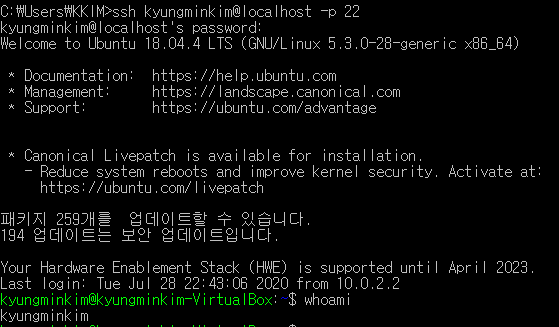 C:\Users\KKIM>ssh kyungminkim@localhost -p 22
kyungminkim@localhost's password:
Welcome to Ubuntu 18.04.4 LTS (GNU/Linux 5.3.0-28-generic x86_64)
* Documentation:  https://help.ubuntu.com
* Management:     https://landscape.canonical.com
* Support:        https://ubuntu.com/advantage
* Canonical Livepatch is available for installation.
- Reduce system reboots and improve kernel security. Activate at:
https://ubuntu.com/livepatch
패키지 259개를  업데이트할 수 있습니다.
194 업데이트는 보안 업데이트입니다.
Your Hardware Enablement Stack (HWE) is supported until April 2023.
Last login: Tue Jul 28 22:43:06 2020 from 10.0.2.2
kyungminkim@kyungminkim-VirtualBox:~$ whoami
kyungminkim